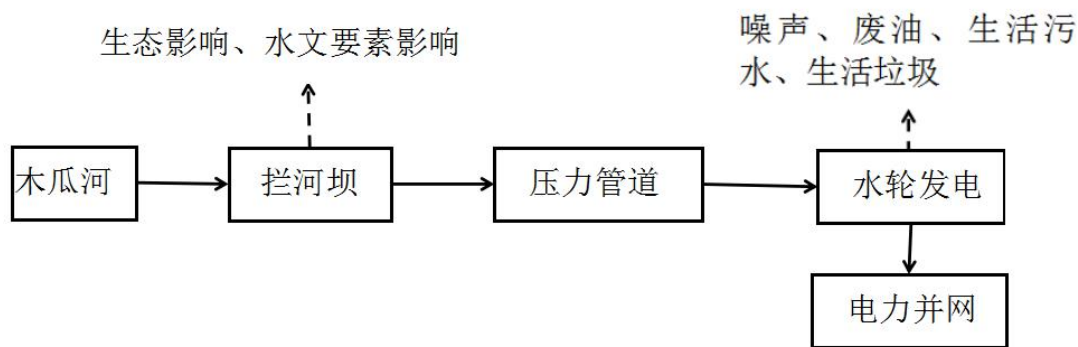 生态影响、水文要素影响
噪声、废油、生活污
水、生活垃圾
木瓜河
拦河坝
压力管道
水轮发电
电力并网